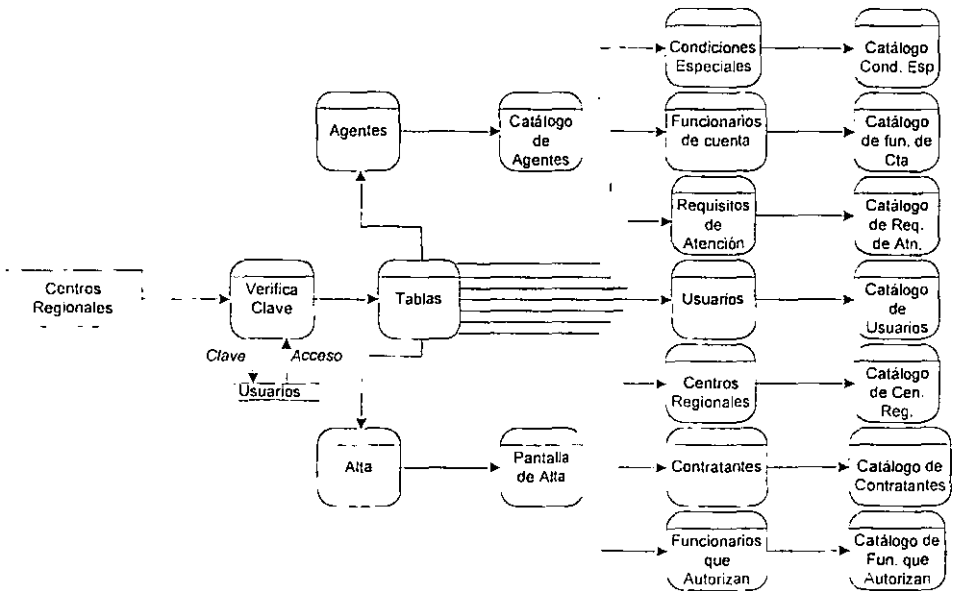 Condiciones
Especiales
Catálogo
Cond. Esp
Agentes
Catálogo
de
Agentes
Funcionarios
de cuenta
Catálogo
de fun. de
Cta
Requisitos
de
Atención
Catálogo
de Req.
de Atn.
Centros
Regionales
Verifica
Clave
Tablas
Usuarios
Catálogo
de
Usuarios
Clave
Acceso
Usuarios
Centros
Regionales
Catálogo
de Cen.
Reg.
Alta
Pantalla
de Alta
Contratantes
Catálogo de
Contratantes
Funcionarios
que
Autorizan
Catálogo de
Fun. que
Autorizan